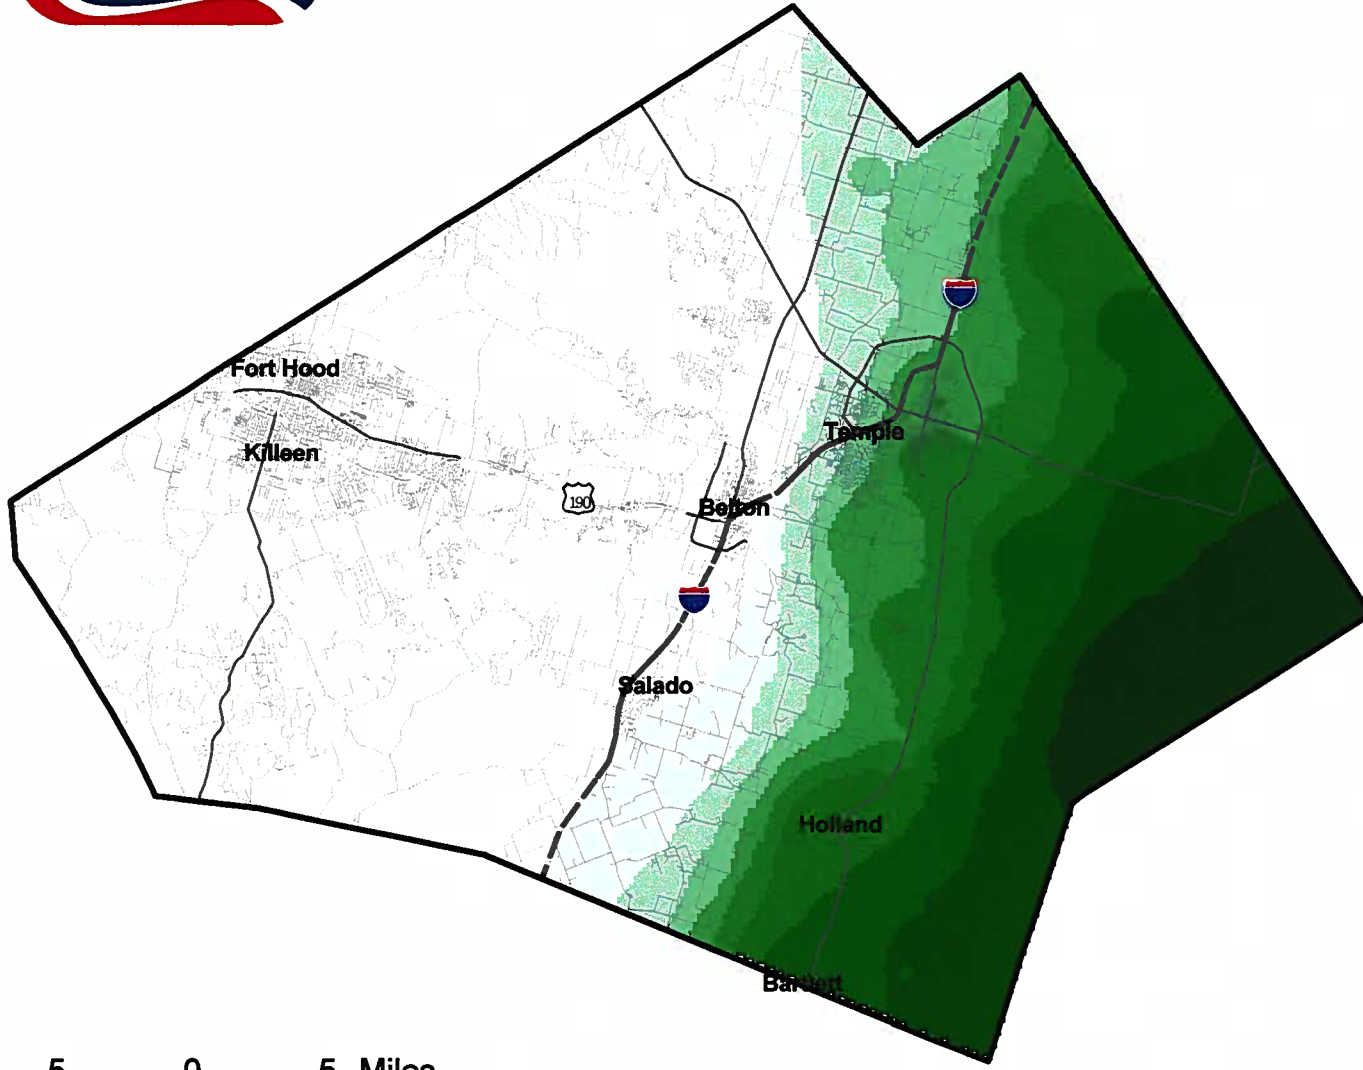 Fort Hood
Killeen
190
Temple
Belton
Salado
Holland
Bartlett
5 0 5 Miles